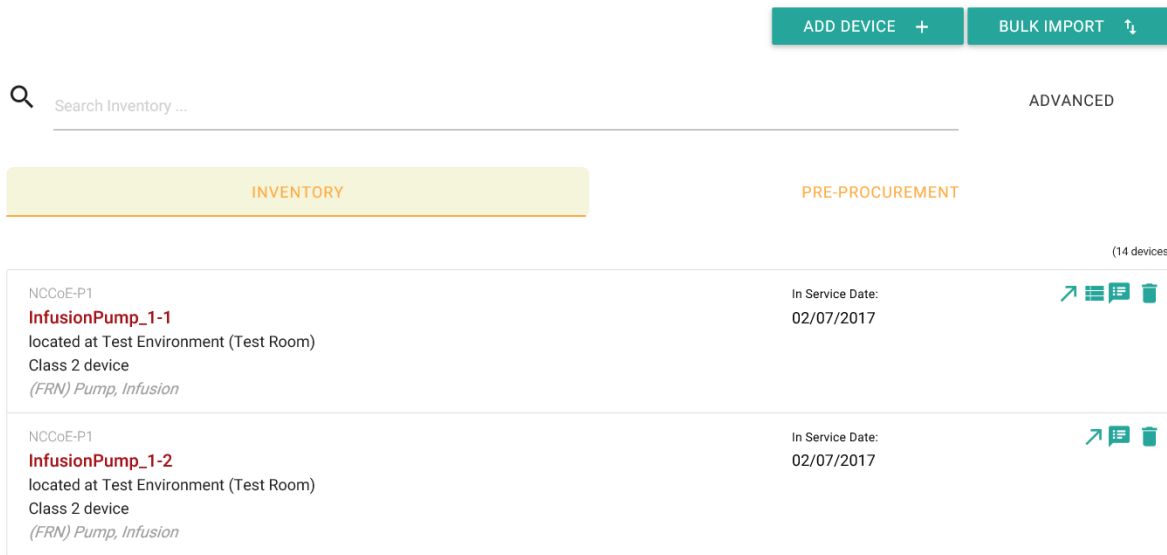 ADD DEVICE +
BULK IMPORT
Search Inventory ...
ADVANCED
INVENTORY
PRE-PROCUREMENT
(14 devices
NCCoE-P1
InfusionPump_1-1
located at Test Environment (Test Room)
Class 2 device
(FRN) Pump, Infusion
In Service Date:
02/07/2017
NCCoE-P1
InfusionPump_1-2
located at Test Environment (Test Room)
Class 2 device
(FRN) Pump, Infusion
In Service Date:
02/07/2017